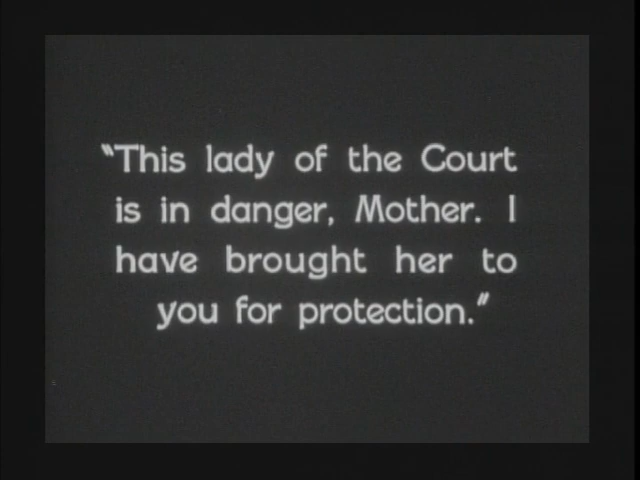 "This lady of the Court
is in danger, Mother. I
have brought her to
you for protection."